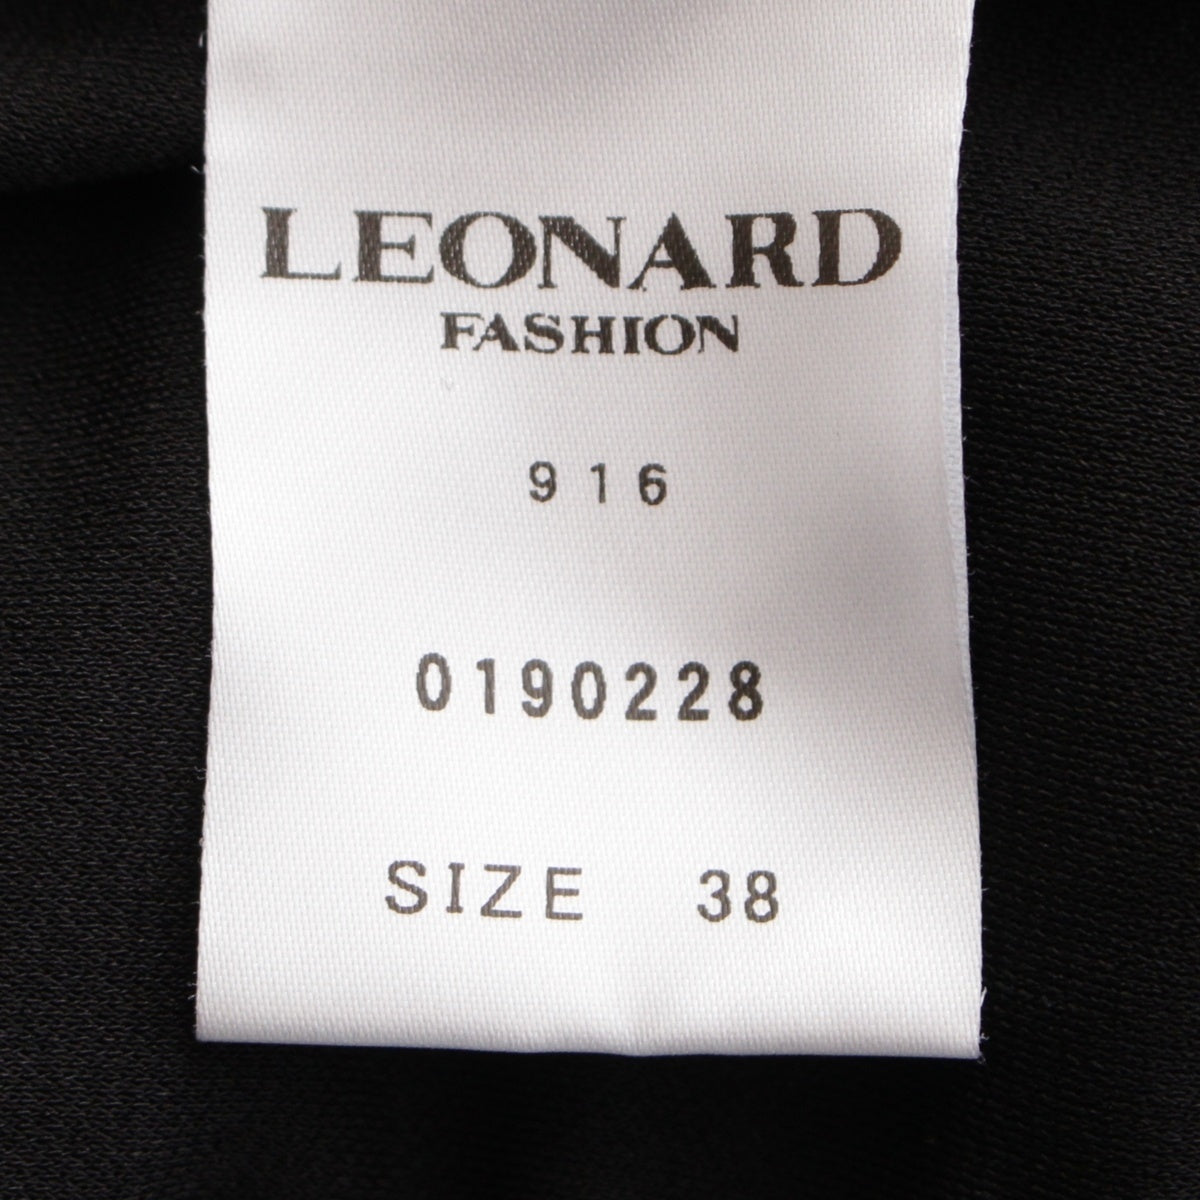 LEONARD
FASHION
916
0190228
SIZE 38